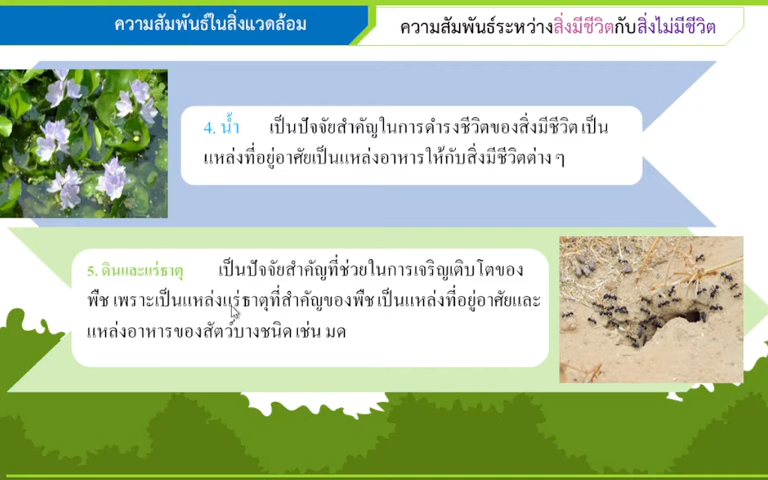 ความสัมพันธ์ในสิ่งแวดล้อม
ความสัมพันธ์ระหว่างสิ่งมีชีวิตกับสิ่งไม่มีชีวิต
4. น้ำ เป็นปัจจัยสำคัญในการดำรงชีวิตของสิ่งมีชีวิต เป็น
แหล่งที่อยู่อาศัยเป็นแหล่งอาหารให้กับสิ่งมีชีวิตต่าง ๆ
5. ดินและแร่ธาตุ เป็นปัจจัยสำคัญที่ช่วยในการเจริญเติบโตของ
พืช เพราะเป็นแหล่งแร่ธาตุที่สำคัญของพืช เป็นแหล่งที่อยู่อาศัยและ
แหล่งอาหารของสัตว์บางชนิด เช่น มด